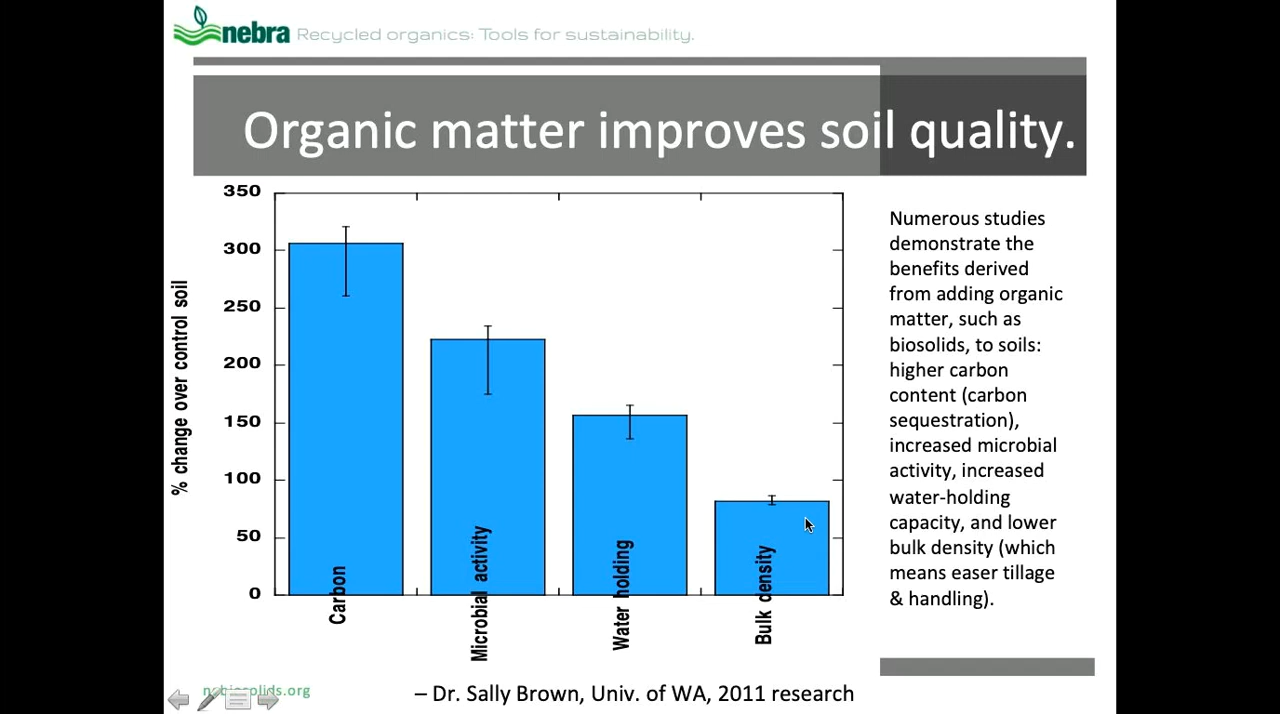 nebra Recycled organics: Tools for sustainability.
Organic matter improves soil quality.
350
300
250
200
150
100
50
0
% change over control soil
Carbon
Microbial activity
Water holding
Bulk density
Numerous studies
demonstrate the
benefits derived
from adding organic
matter, such as
biosolids, to soils:
higher carbon
content (carbon
sequestration),
increased microbial
activity, increased
water-holding
capacity, and lower
bulk density (which
means easer tillage
& handling).
nebiosolids.org
– Dr. Sally Brown, Univ. of WA, 2011 research